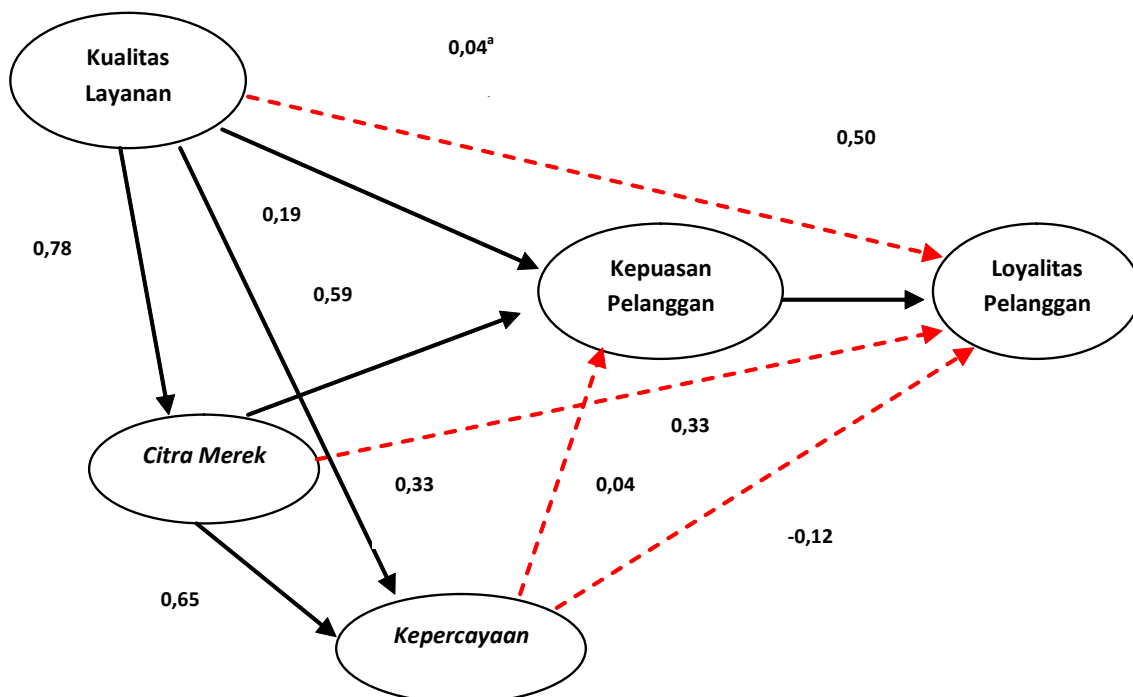 Kualitas
Layanan
0,04ᵃ
0,50
0,19
0,78
Kepuasan
Pelanggan
Loyalitas
Pelanggan
0,59
Citra Merek
0,33
0,33
0,04
-0,12
0,65
Kepercayaan